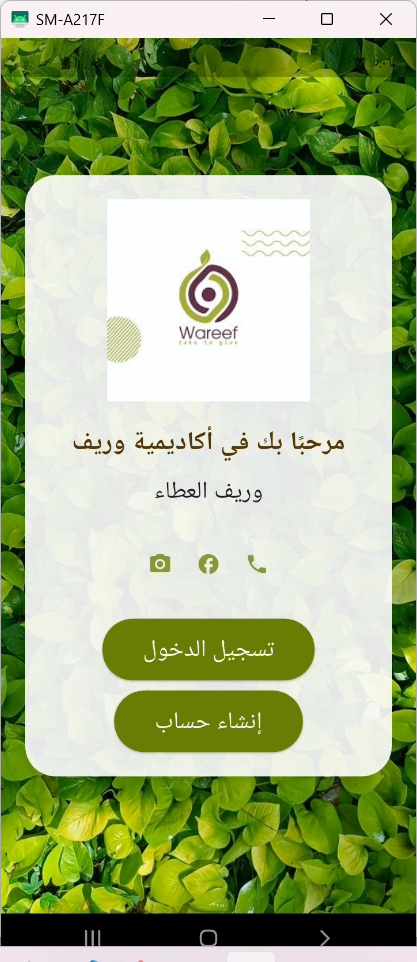 SM-A217F
Wareef
take to give
مرحبًا بك في أكاديمية وريف
وريف العطاء
تسجيل الدخول
إنشاء حساب